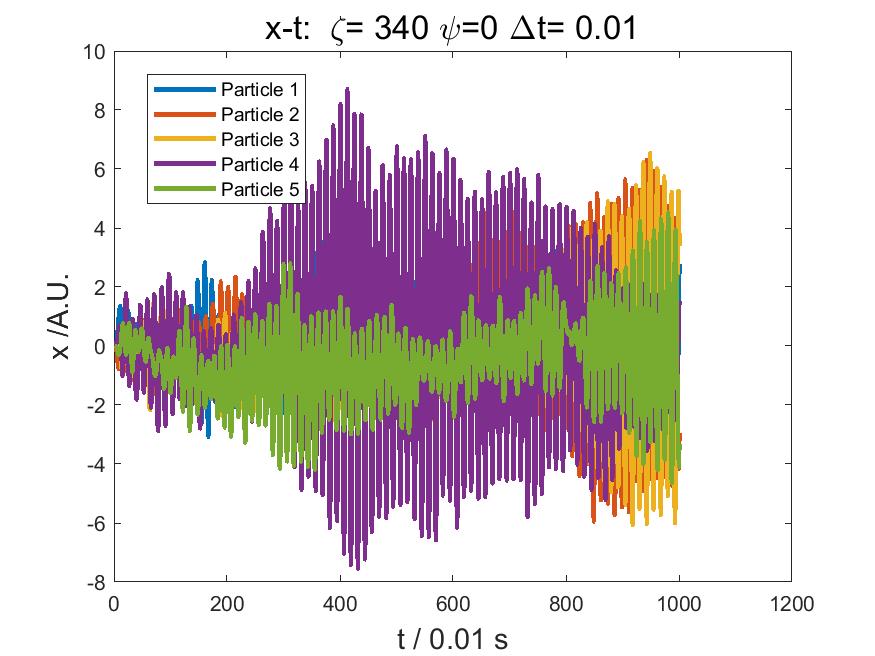 x-t: ζ= 340 ψ=0 Δt= 0.01
10
8
6
4
2
0
-2
-4
-6
-8
x /A.U.
Particle 1
Particle 2
Particle 3
Particle 4
Particle 5
0 200 400 600 800 1000 1200
t / 0.01 s